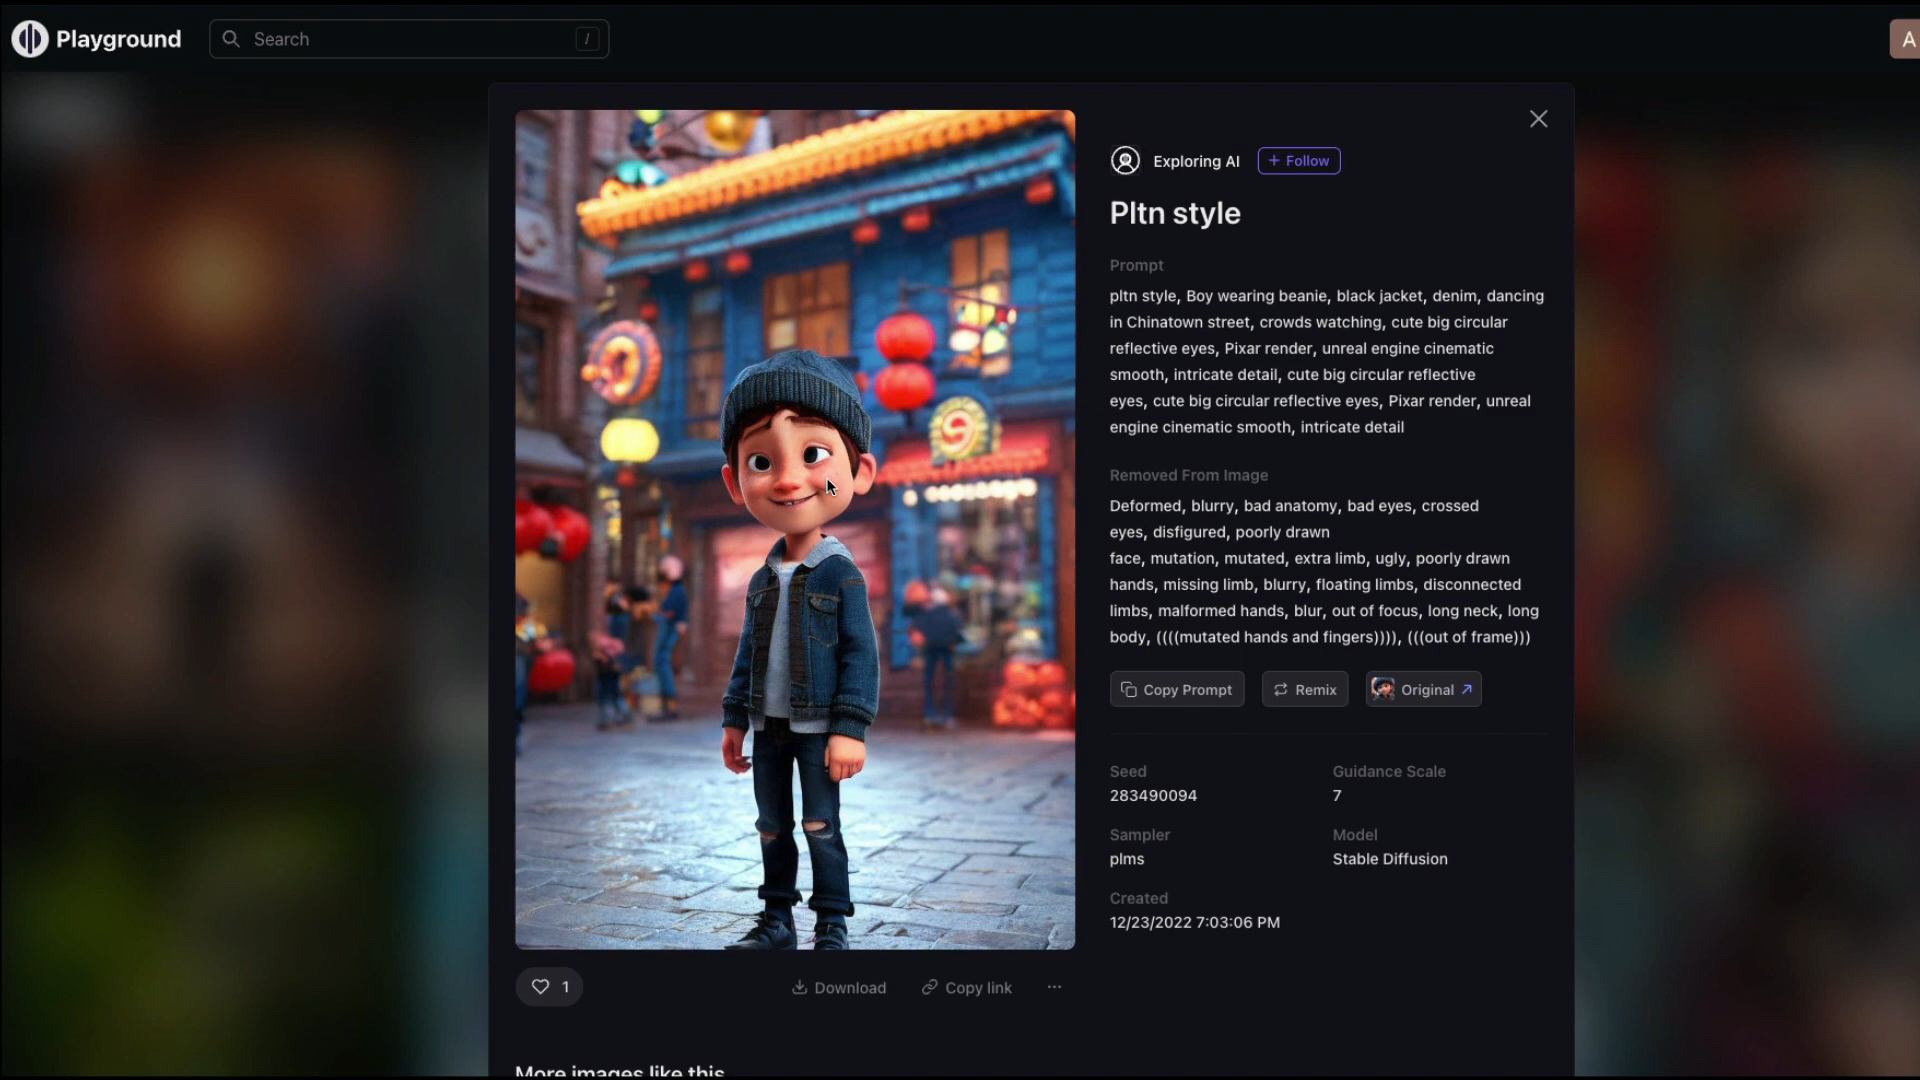 Playground
Search
/
A
Exploring AI
+ Follow
Pltn style
Prompt
pltn style, Boy wearing beanie, black jacket, denim, dancing
in Chinatown street, crowds watching, cute big circular
reflective eyes, Pixar render, unreal engine cinematic
smooth, intricate detail, cute big circular reflective
eyes, cute big circular reflective eyes, Pixar render, unreal
engine cinematic smooth, intricate detail
Removed From Image
Deformed, blurry, bad anatomy, bad eyes, crossed
eyes, disfigured, poorly drawn
face, mutation, mutated, extra limb, ugly, poorly drawn
hands, missing limb, blurry, floating limbs, disconnected
limbs, malformed hands, blur, out of focus, long neck, long
body, ((((mutated hands and fingers)))), (((out of frame)))
Copy Prompt
Remix
Original
Seed
283490094
Guidance Scale
7
Sampler
plms
Model
Stable Diffusion
Created
12/23/2022 7:03:06 PM
1
Download
Copy link
...
More images like this